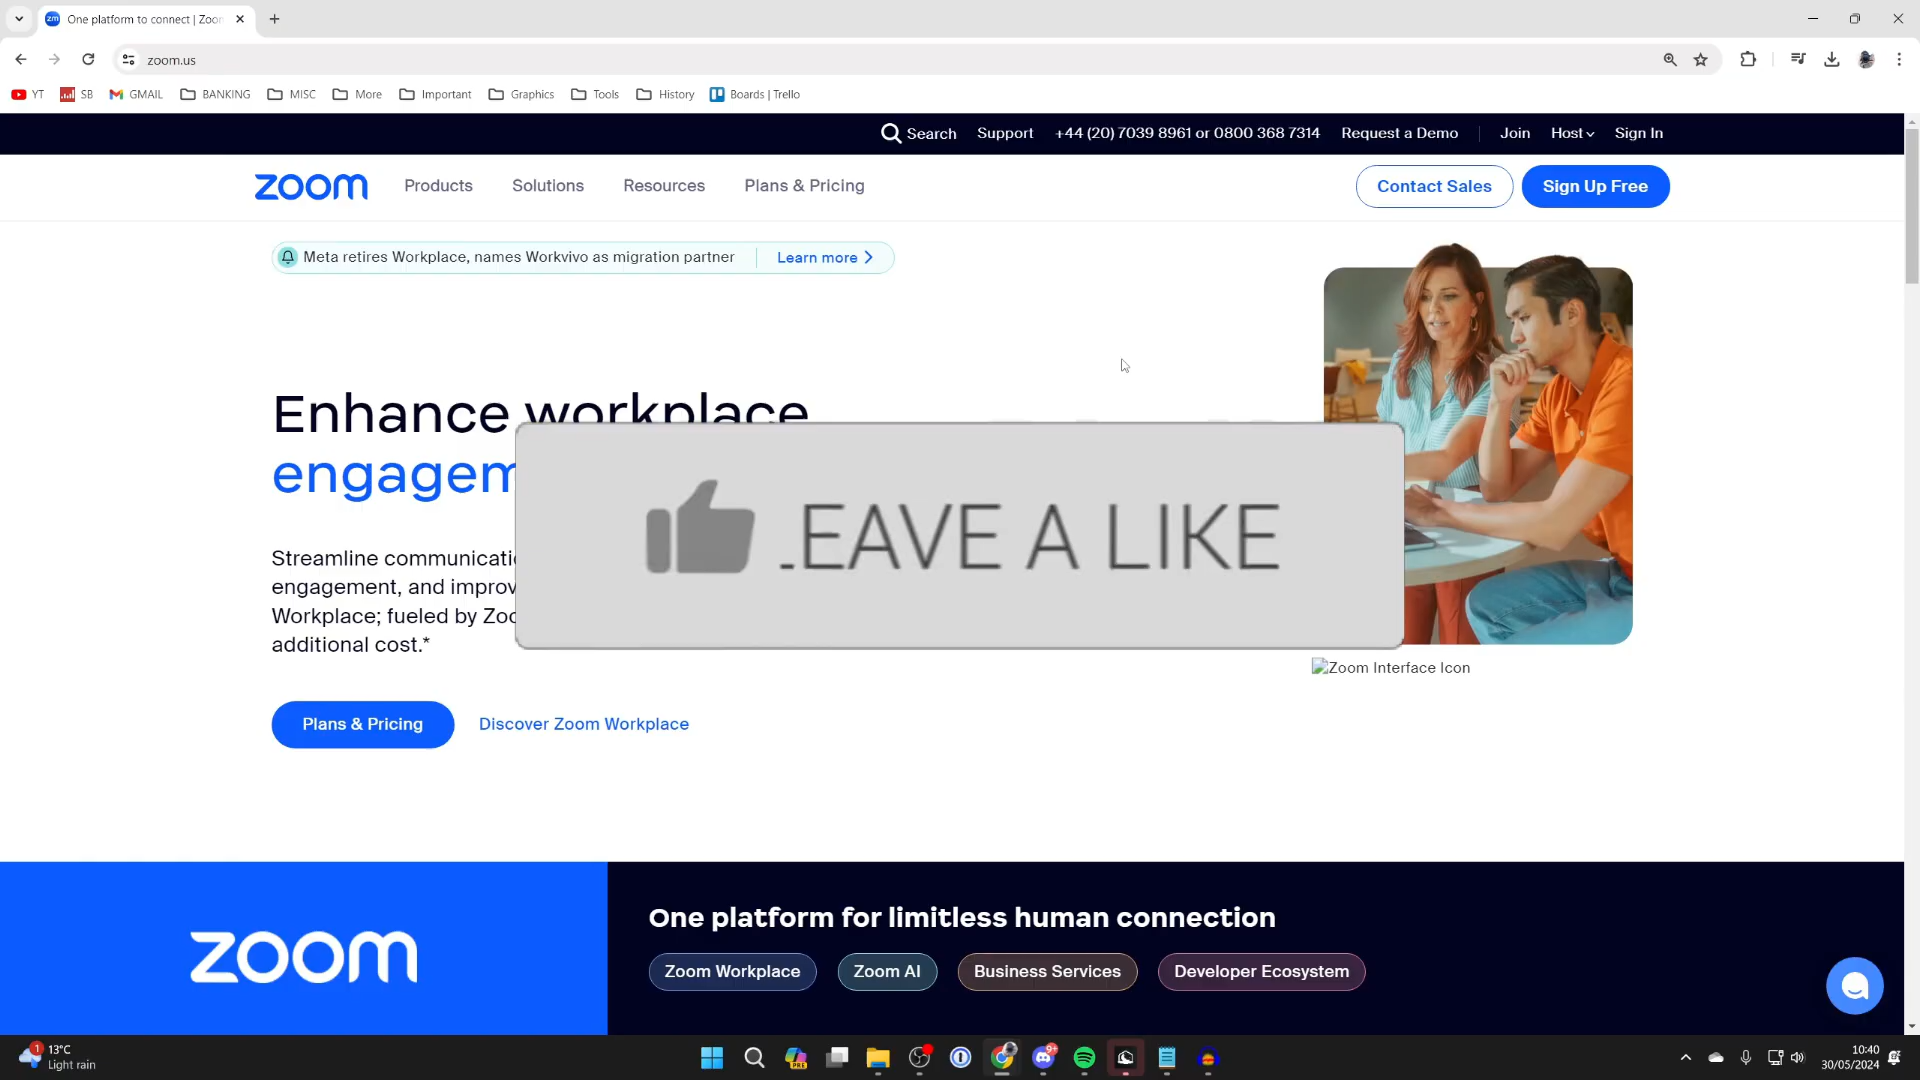 One platform to connect | Zoo
zoom.us
YT
SB
GMAIL
BANKING
MISC
More
Important
Graphics
Tools
History
Boards | Trello
Search
Support
+44 (20) 7039 8961 or 0800 368 7314
Request a Demo
Join
Host
Sign In
zoom
Products
Solutions
Resources
Plans & Pricing
Contact Sales
Sign Up Free
Meta retires Workplace, names Workvivo as migration partner
Learn more
Enhance workplace
engagem
LEAVE A LIKE
Streamline communicati
engagement, and improv
Workplace; fueled by Zoo
additional cost.*
Zoom Interface Icon
Plans & Pricing
Discover Zoom Workplace
zoom
One platform for limitless human connection
Zoom Workplace
Zoom AI
Business Services
Developer Ecosystem
1
13°C
Light rain
PRE
9+
10:40
30/05/2024